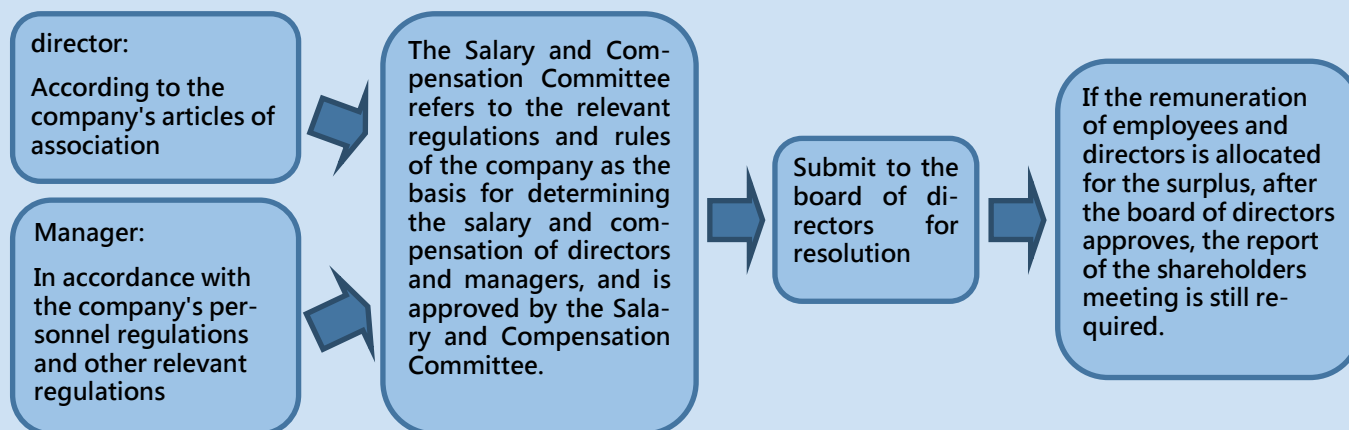 director:
According to the
company's articles of
association
Manager:
In accordance with
the company's per-
sonnel regulations
and other relevant
regulations
The Salary and Com-
pensation Committee
refers to the relevant
regulations and rules
of the company as the
basis for determining
the salary and com-
pensation of directors
and managers, and is
approved by the Sala-
ry and Compensation
Committee.
Submit to the
board of di-
rectors for
resolution
If the remuneration
of employees and
directors is allocated
for the surplus, after
the board of directors
approves, the report
of the shareholders
meeting is still re-
quired.